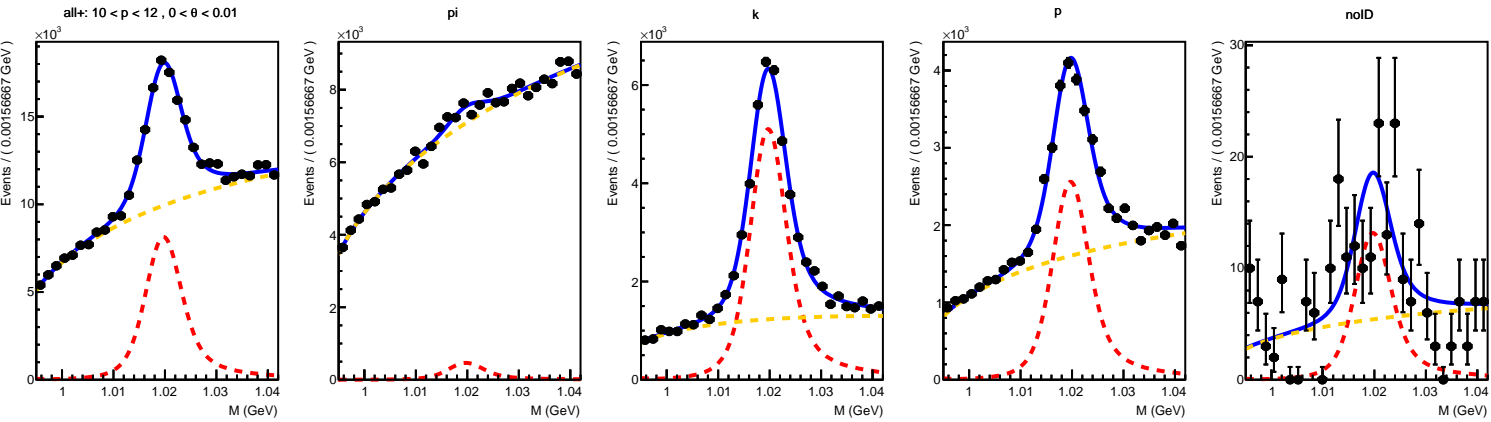 all+: 10 < p < 12 , 0 < θ < 0.01
×10³
Events / ( 0.00156667 GeV )
15
10
5
0
1 1.01 1.02 1.03 1.04
M (GeV)
pi
×10³
Events / ( 0.00156667 GeV )
8
6
4
2
0
1 1.01 1.02 1.03 1.04
M (GeV)
k
×10³
Events / ( 0.00156667 GeV )
6
4
2
0
1 1.01 1.02 1.03 1.04
M (GeV)
p
×10³
Events / ( 0.00156667 GeV )
4
3
2
1
0
1 1.01 1.02 1.03 1.04
M (GeV)
noID
Events / ( 0.00156667 GeV )
30
20
10
0
1 1.01 1.02 1.03 1.04
M (GeV)